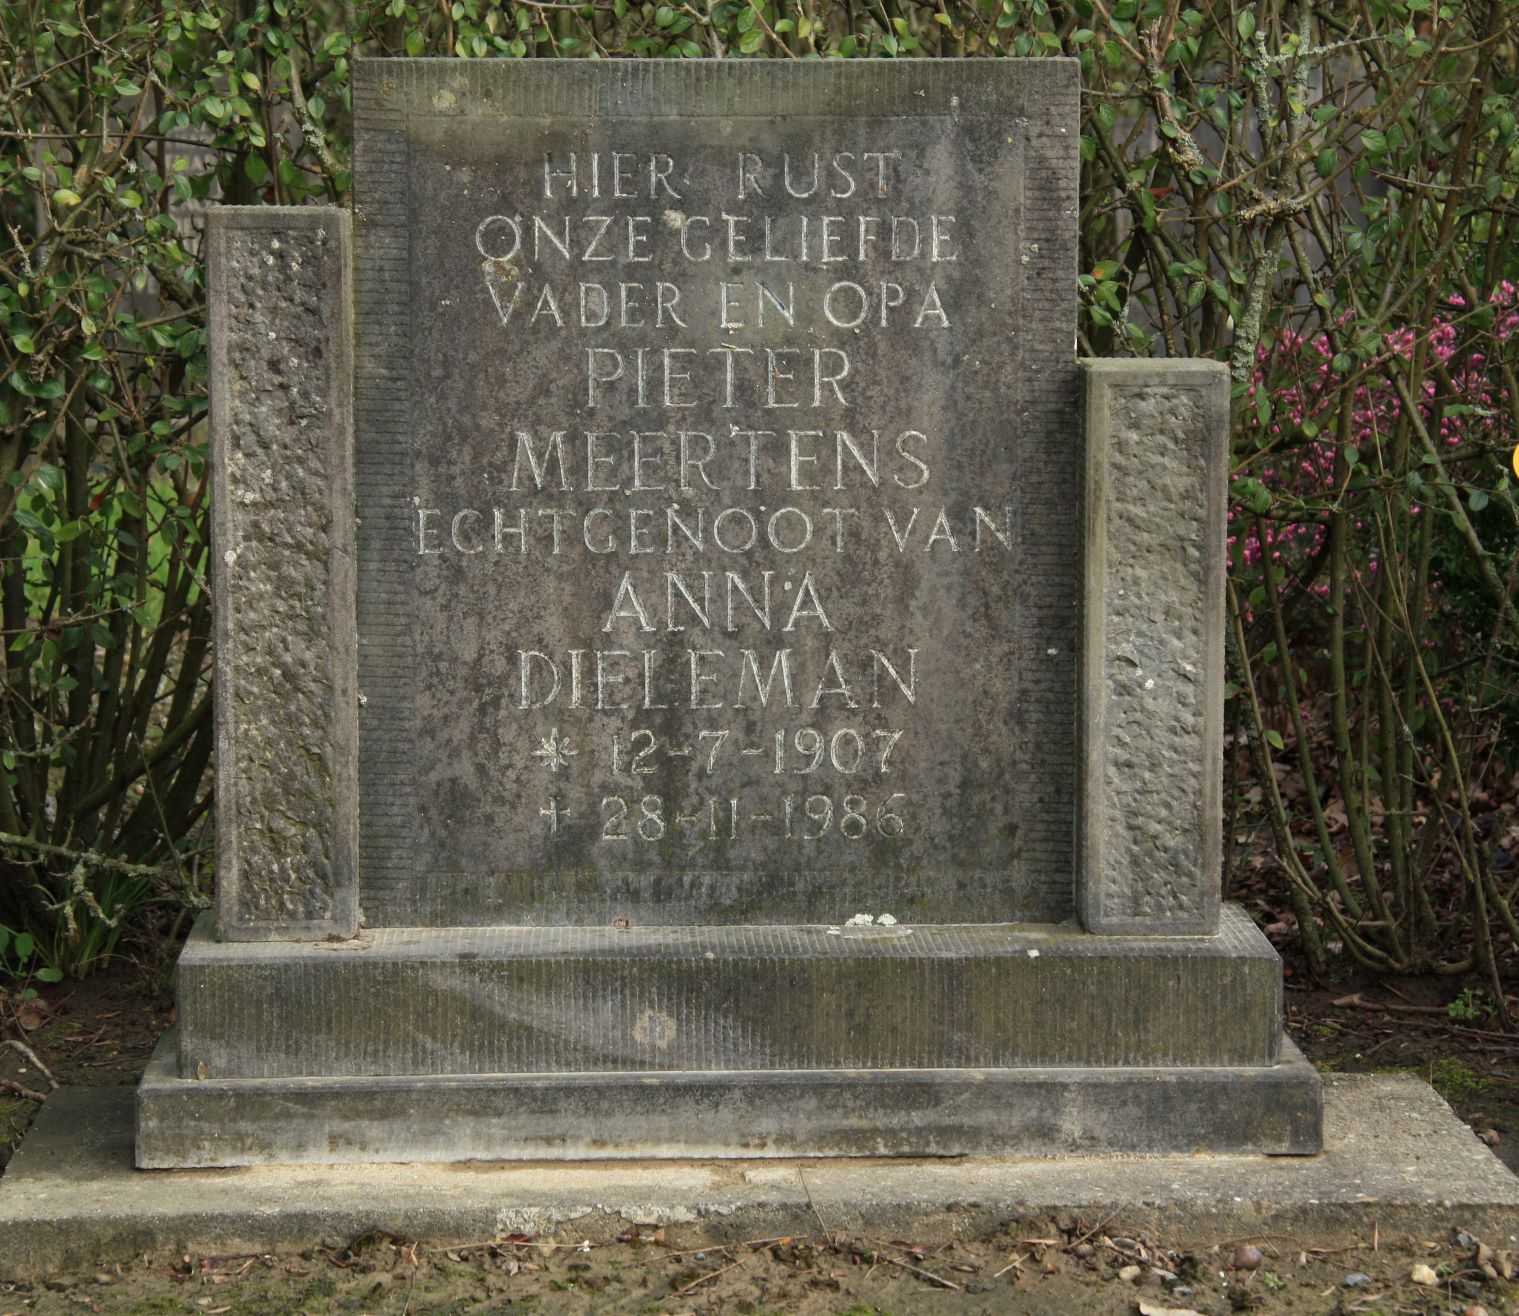 HIER RUST
ONZE GELIEFDE
VADER EN OPA
PIETER
MEERTENS
ECHTGENOOT VAN
ANNA
DIELEMAN
* 12-7-1907
† 28-11-1986